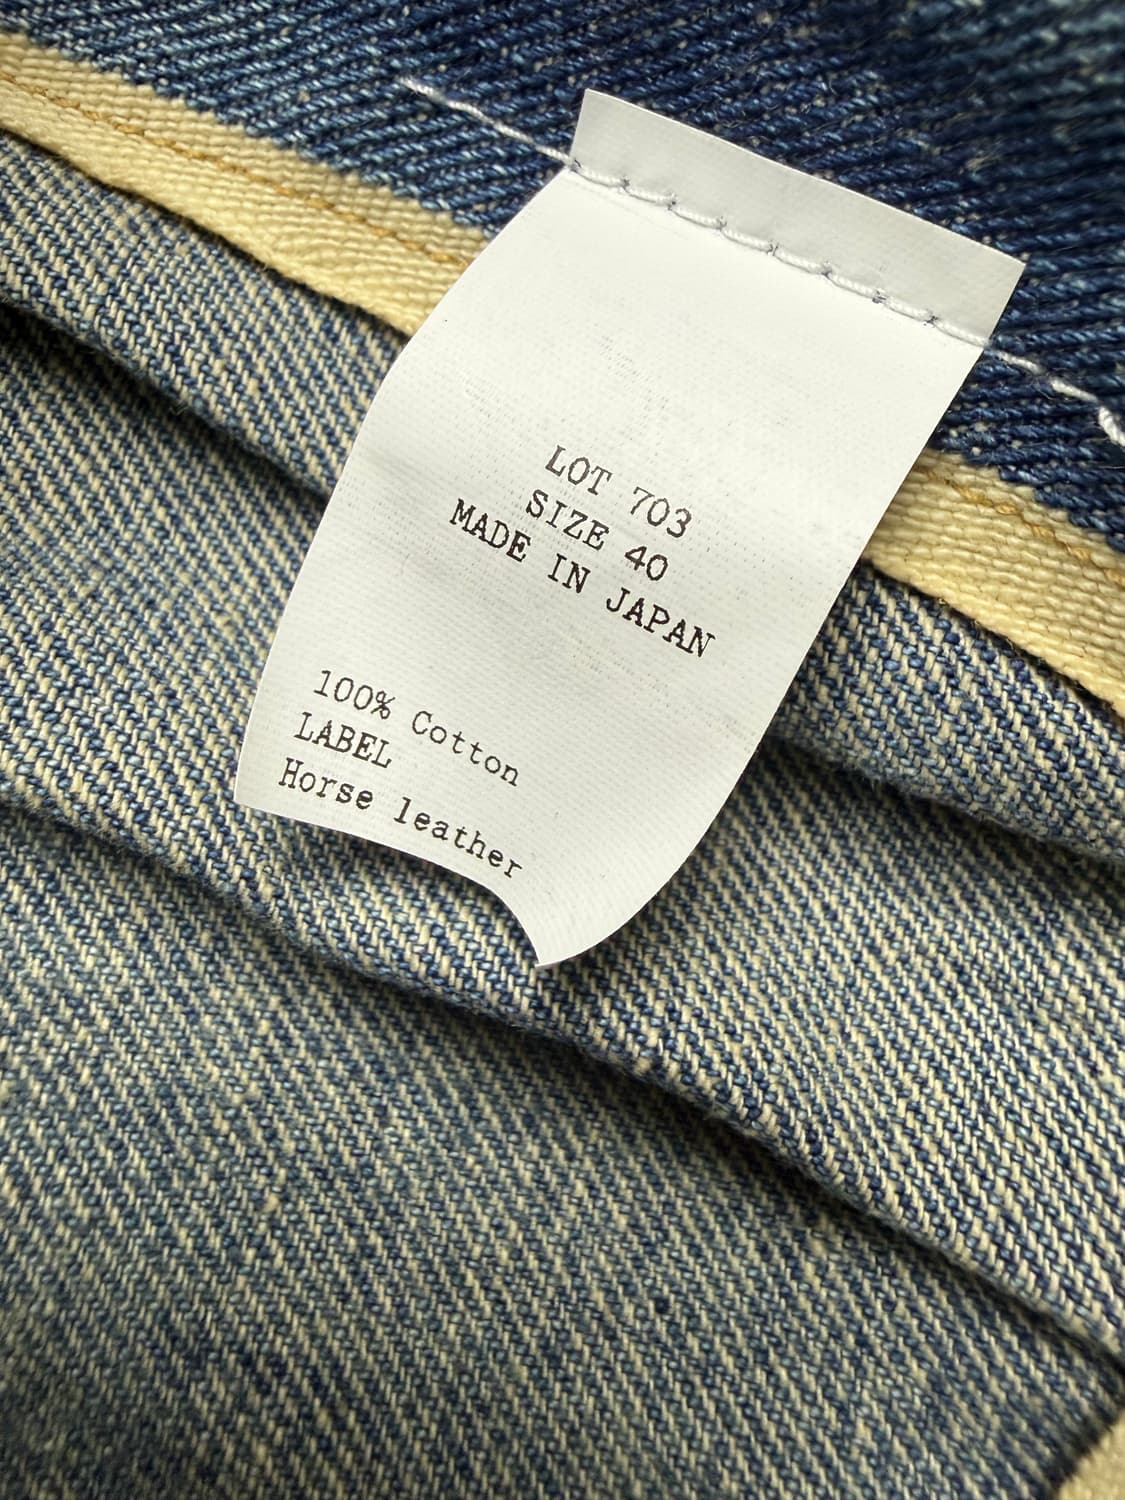 LOT 703
SIZE 40
MADE IN JAPAN
100% Cotton
LABEL
Horse leather